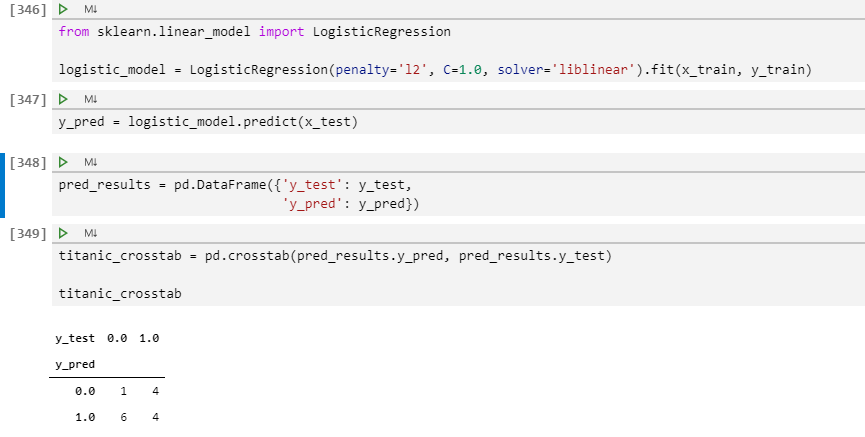 [346] M↓
from sklearn.linear_model import LogisticRegression
logistic_model = LogisticRegression(penalty='l2', C=1.0, solver='liblinear').fit(x_train, y_train)
[347] M↓
y_pred = logistic_model.predict(x_test)
[348] M↓
pred_results = pd.DataFrame({'y_test': y_test,
'y_pred': y_pred})
[349] M↓
titanic_crosstab = pd.crosstab(pred_results.y_pred, pred_results.y_test)
titanic_crosstab
y_test 0.0 1.0
y_pred
0.0 1 4
1.0 6 4